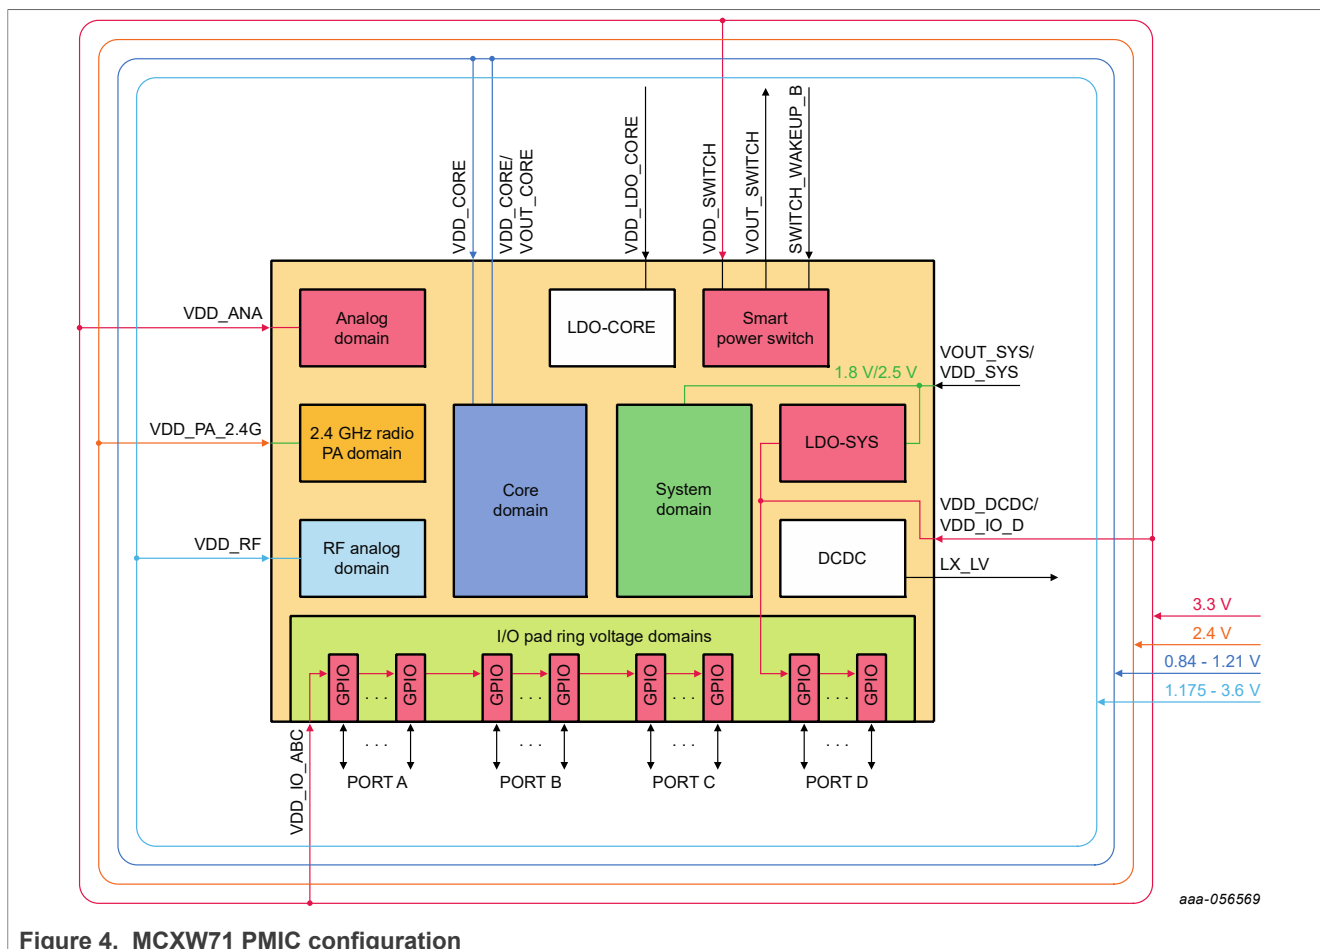 VDD_CORE
VDD_CORE/
VOUT_CORE
VDD_LDO_CORE
VDD_SWITCH
VOUT_SWITCH
SWITCH_WAKEUP_B
VDD_ANA
Analog
domain
LDO-CORE
Smart
power switch
VOUT_SYS/
VDD_SYS
1.8 V/2.5 V
VDD_PA_2.4G
2.4 GHz radio
PA domain
Core
domain
System
domain
LDO-SYS
VDD_DCDC/
VDD_IO_D
VDD_RF
RF analog
domain
DCDC
LX_LV
3.3 V
2.4 V
0.84 - 1.21 V
1.175 - 3.6 V
I/O pad ring voltage domains
GPIO
. . .
GPIO
GPIO
. . .
GPIO
GPIO
. . .
GPIO
GPIO
. . .
GPIO
VDD_IO_ABC
. . .
. . .
. . .
. . .
PORT A
PORT B
PORT C
PORT D
aaa-056569
Figure 4. MCXW71 PMIC configuration